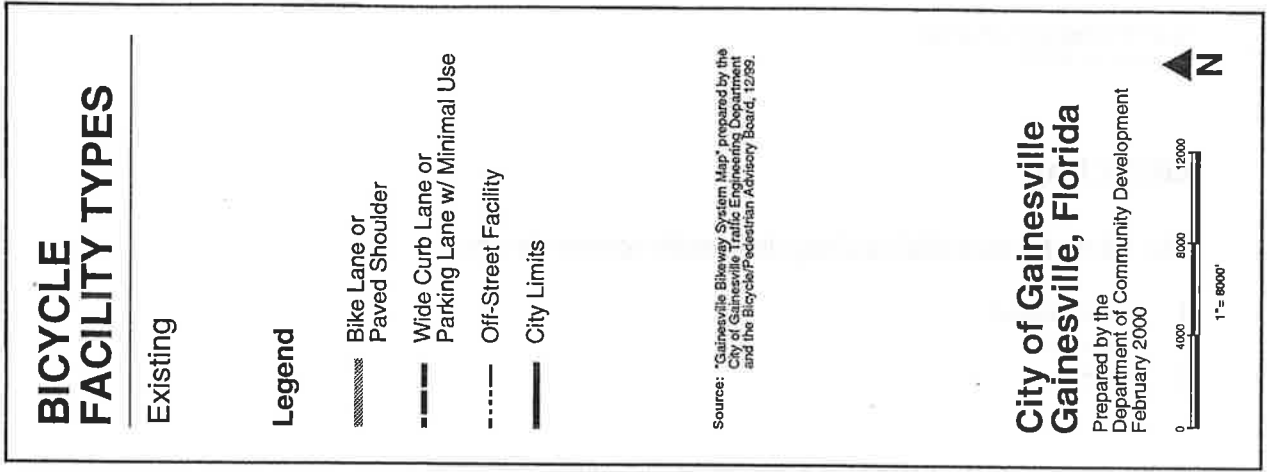 BICYCLE
FACILITY TYPES
Existing
Legend
Bike Lane or
Paved Shoulder
Wide Curb Lane or
Parking Lane w/ Minimal Use
Off-Street Facility
City Limits
Source: "Gainesville Bikeway System Map" prepared by the
City of Gainesville Traffic Engineering Department
and the Bicycle/Pedestrian Advisory Board, 12/99.
City of Gainesville
Gainesville, Florida
Prepared by the
Department of Community Development
February 2000
N
0 4000 8000 12000
1"= 8000'